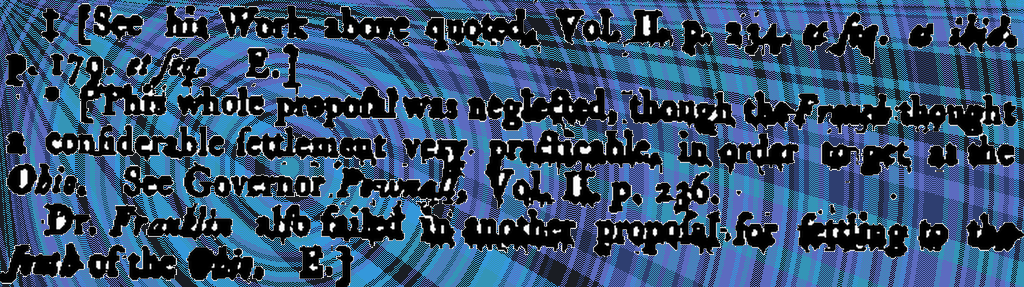 I [See his Work above quoted, Vol. II. p. 234. et ſeq. et ibid.
p. 179. et ſeq. E.]
* [This whole propoſal was neglected, though the French thought
a conſiderable ſettlement very practicable, in order to get at the
Ohio. See Governor Pownall, Vol. II. p. 236.
Dr. Franklin alſo failed in another propoſal for ſettling to the
ſouth of the Ohio. E.]